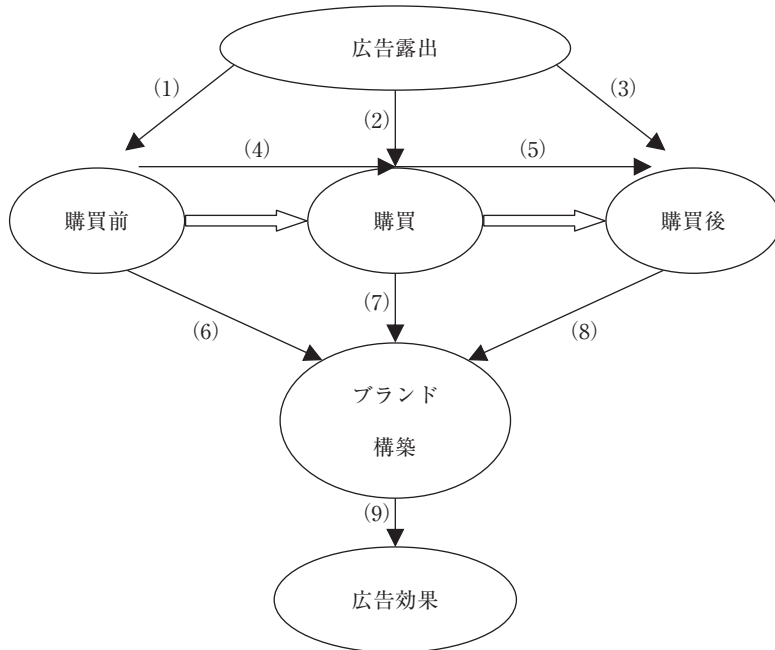 広告露出
(1)
(2)
(3)
(4)
(5)
購買前
購買
購買後
(6)
(7)
(8)
ブランド
構築
(9)
広告効果